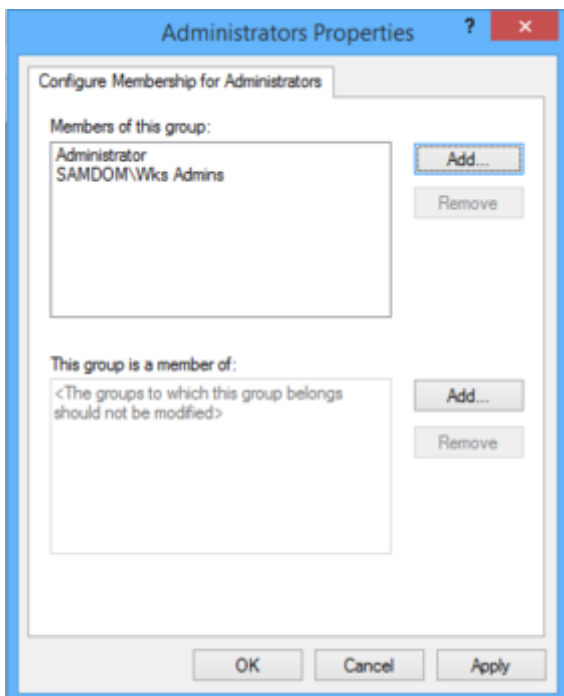 Administrators Properties
?
×
Configure Membership for Administrators
Members of this group:
Administrator
SAMDOM\Wks Admins
Add...
Remove
This group is a member of:
<The groups to which this group belongs
should not be modified>
Add...
Remove
OK
Cancel
Apply